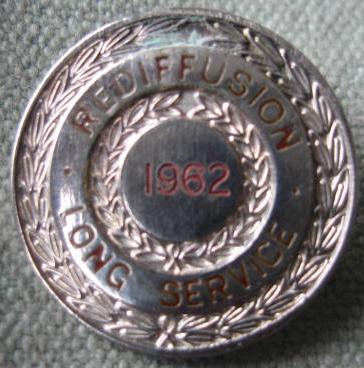 REDIFFUSION
1962
LONG SERVICE